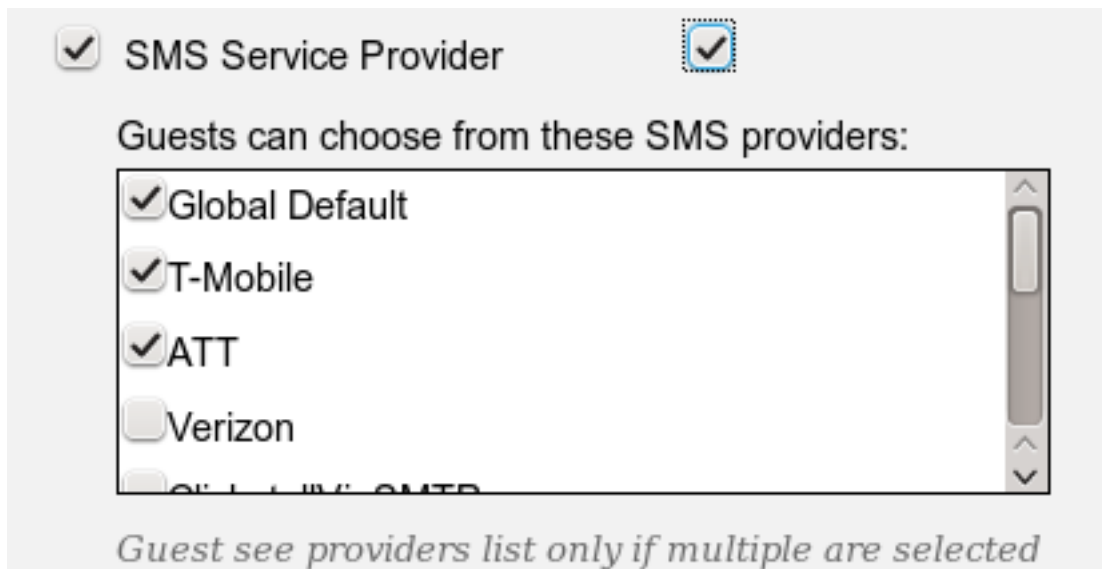 SMS Service Provider
Guests can choose from these SMS providers:
Global Default
T-Mobile
ATT
Verizon
Guest see providers list only if multiple are selected